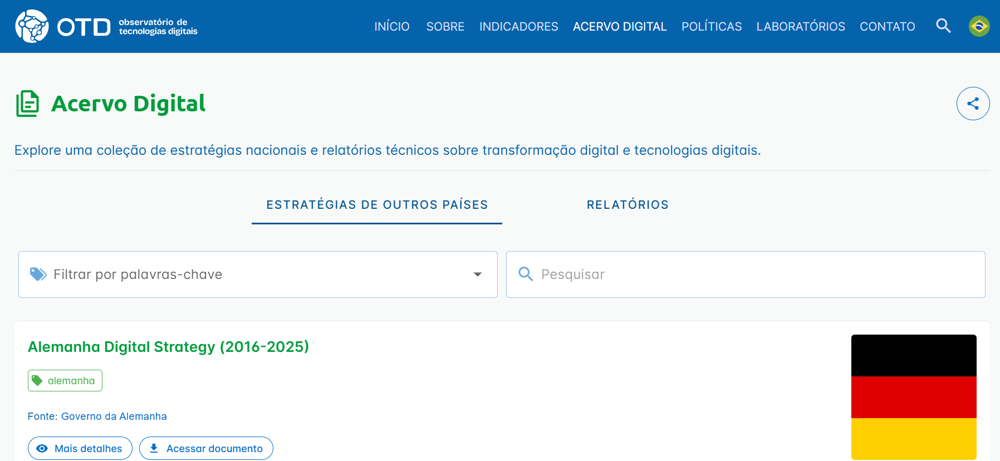 OTD observatório de
tecnologias digitais
INÍCIO SOBRE INDICADORES ACERVO DIGITAL POLÍTICAS LABORATÓRIOS CONTATO
Acervo Digital
Explore uma coleção de estratégias nacionais e relatórios técnicos sobre transformação digital e tecnologias digitais.
ESTRATÉGIAS DE OUTROS PAÍSES RELATÓRIOS
Filtrar por palavras-chave Pesquisar
Alemanha Digital Strategy (2016-2025)
alemanha
Fonte: Governo da Alemanha
Mais detalhes Acessar documento